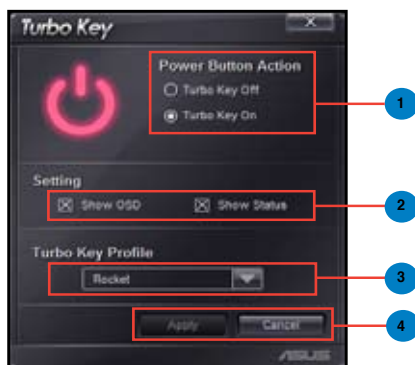 Turbo Key
Power Button Action
Turbo Key Off
Turbo Key On
1
Setting
Show OSD
Show Status
2
Turbo Key Profile
Rocket
3
Apply
Cancel
4
ASUS